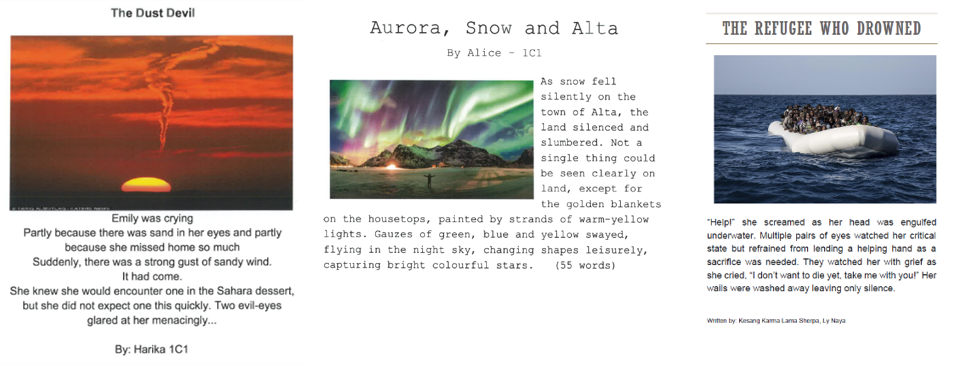 The Dust Devil
Emily was crying
Partly because there was sand in her eyes and partly
because she missed home so much
Suddenly, there was a strong gust of sandy wind.
It had come.
She knew she would encounter one in the Sahara dessert,
but she did not expect one this quickly. Two evil-eyes
glared at her menacingly...
By: Harika 1C1
Aurora, Snow and Alta
By Alice - 1C1
As snow fell
silently on the
town of Alta, the
land silenced and
slumbered. Not a
single thing could
be seen clearly on
land, except for
the golden blankets
on the housetops, painted by strands of warm-yellow
lights. Gauzes of green, blue and yellow swayed,
flying in the night sky, changing shapes leisurely,
capturing bright colourful stars. (55 words)
THE REFUGEE WHO DROWNED
"Help!" she screamed as her head was engulfed
underwater. Multiple pairs of eyes watched her critical
state but refrained from lending a helping hand as a
sacrifice was needed. They watched her with grief as
she cried, "I don't want to die yet, take me with you!" Her
wails were washed away leaving only silence.
Written by: Kesang Karma Lama Sherpa, Ly Naya